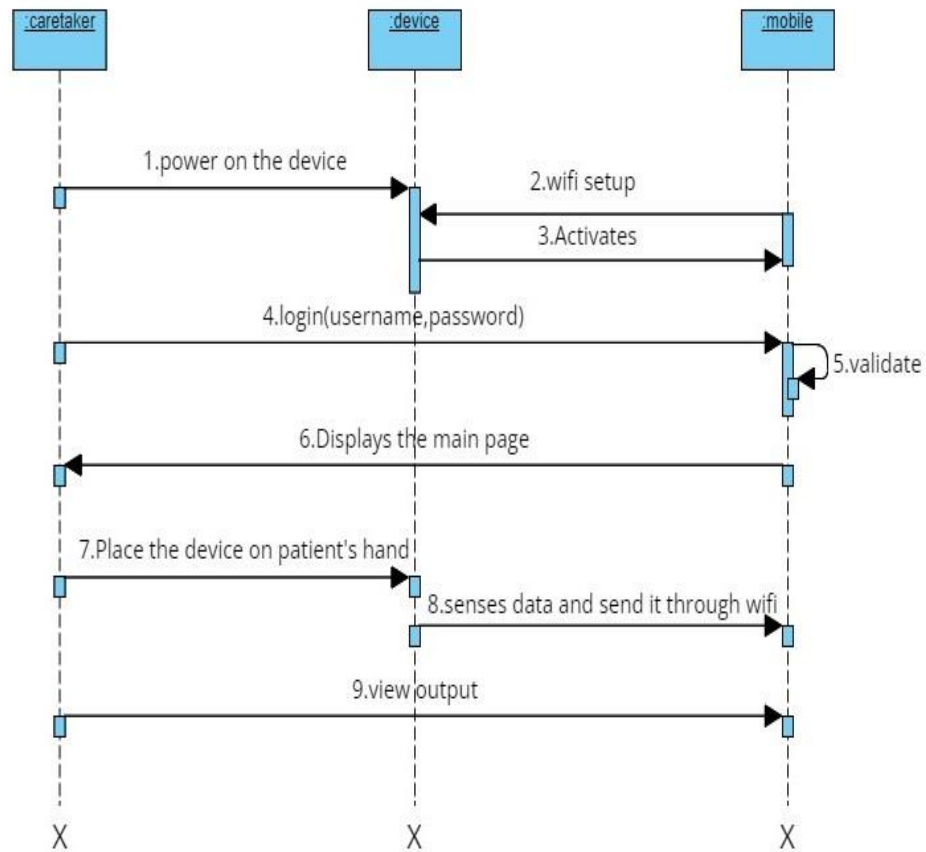 :caretaker
:device
:mobile
1.power on the device
2.wifi setup
3.Activates
4.login(username,password)
5.validate
6.Displays the main page
7.Place the device on patient's hand
8.senses data and send it through wifi
9.view output
X
X
X